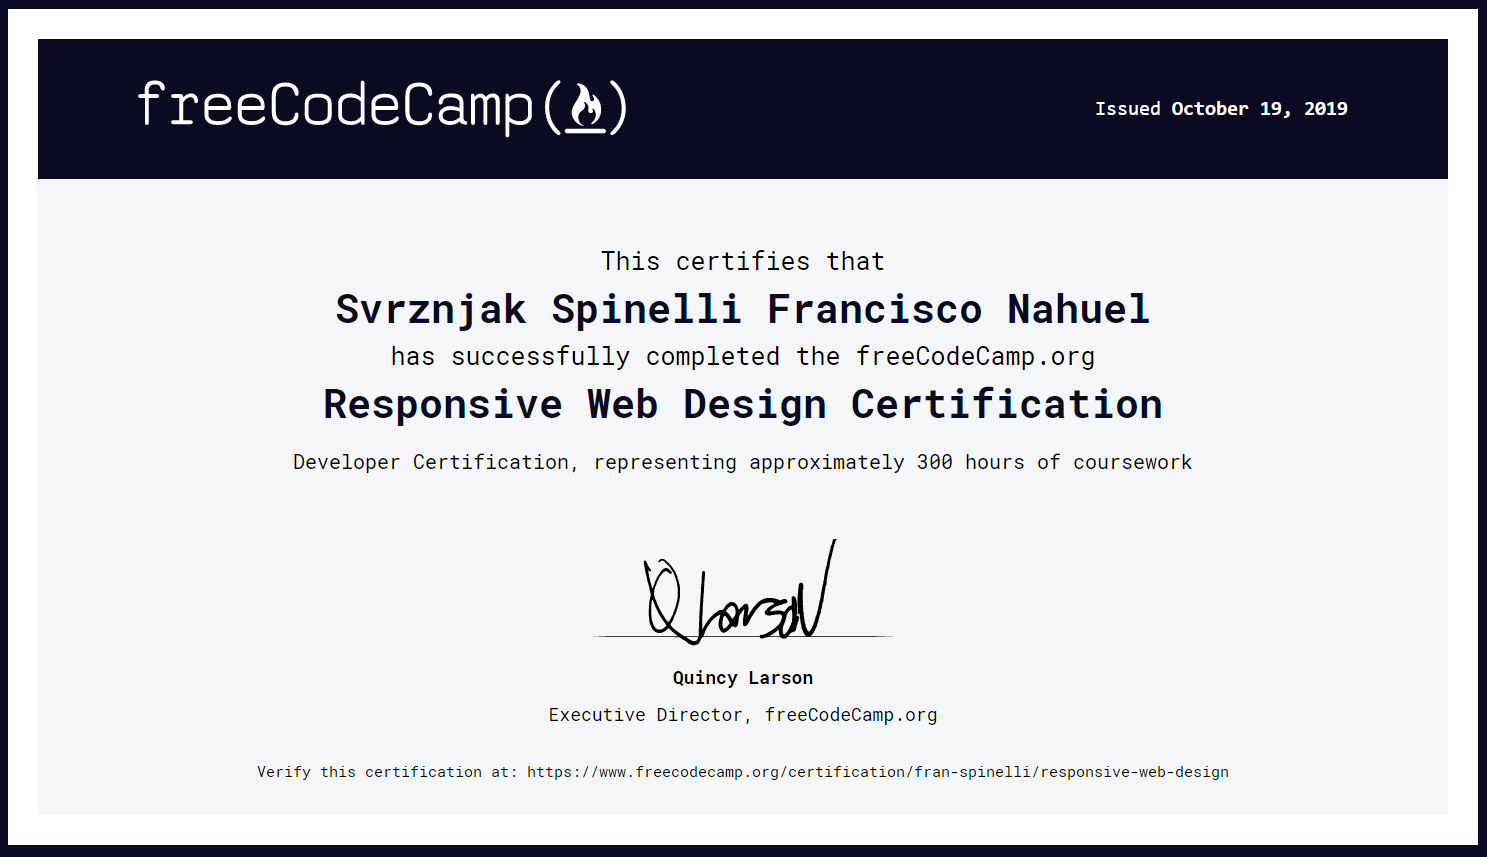 freeCodeCamp
Issued October 19, 2019
This certifies that
Svrznjak Spinelli Francisco Nahuel
has successfully completed the freeCodeCamp.org
Responsive Web Design Certification
Developer Certification, representing approximately 300 hours of coursework
Q Larson
Quincy Larson
Executive Director, freeCodeCamp.org
Verify this certification at: https://www.freecodecamp.org/certification/fran-spinelli/responsive-web-design